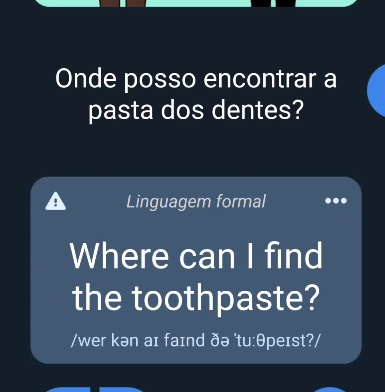 Onde posso encontrar a
pasta dos dentes?
Linguagem formal
Where can I find
the toothpaste?
/wer kən aɪ faɪnd ðə ˈtuːθpeɪst?/